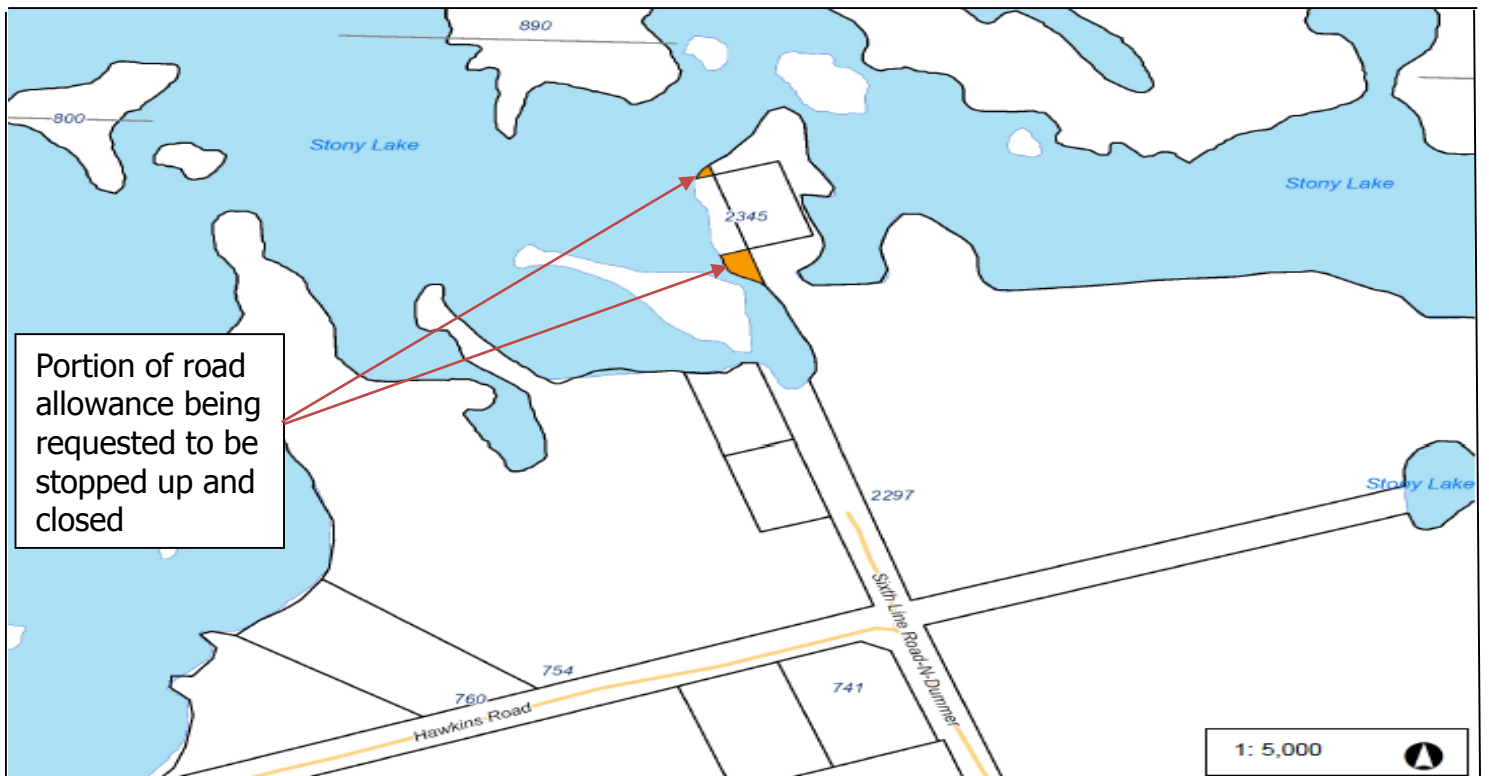 890
800
Stony Lake
Stony Lake
2345
Portion of road
allowance being
requested to be
stopped up and
closed
Stony Lake
2297
Sixth Line Road-N-Dummer
754
760
741
Hawkins Road
1: 5,000